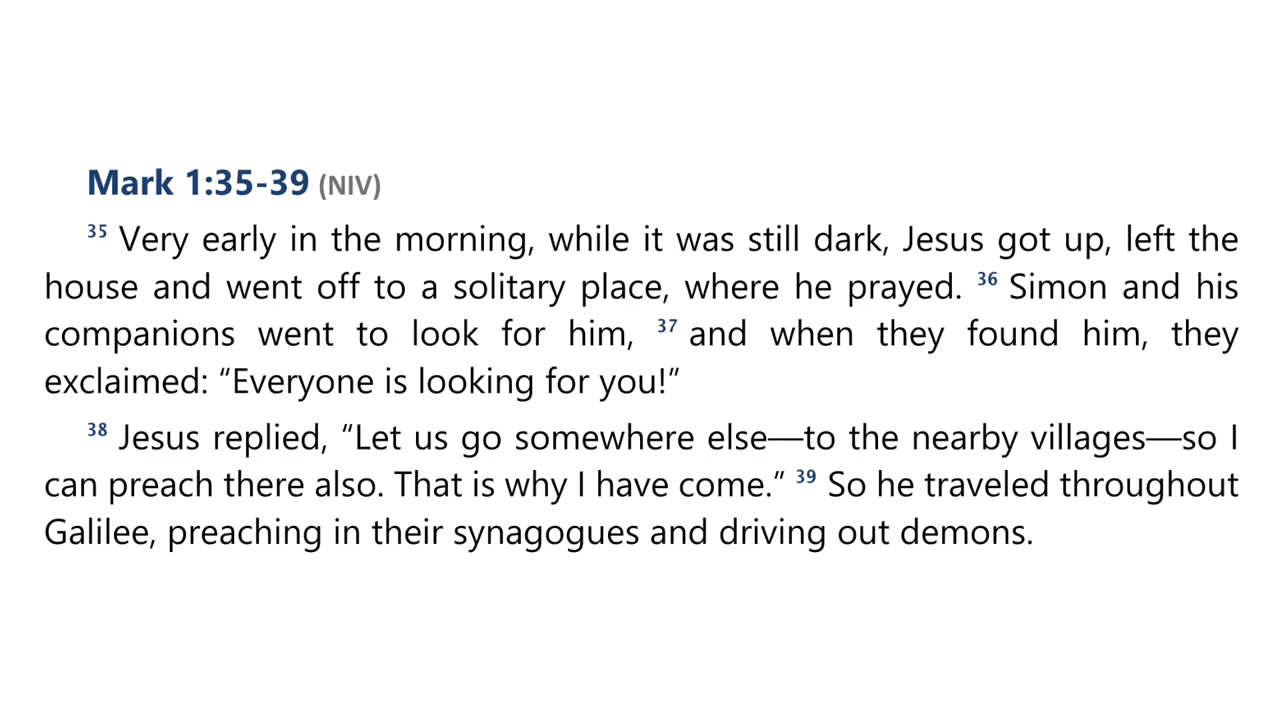 Mark 1:35-39 (NIV)
35 Very early in the morning, while it was still dark, Jesus got up, left the
house and went off to a solitary place, where he prayed. 36 Simon and his
companions went to look for him, 37 and when they found him, they
exclaimed: “Everyone is looking for you!”
38 Jesus replied, “Let us go somewhere else—to the nearby villages—so I
can preach there also. That is why I have come.” 39 So he traveled throughout
Galilee, preaching in their synagogues and driving out demons.